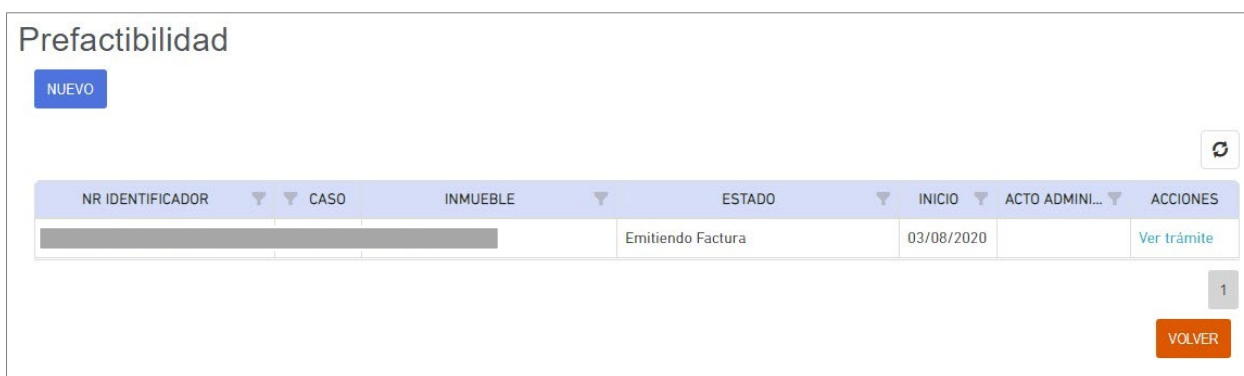 Prefactibilidad
NUEVO
NR IDENTIFICADOR CASO INMUEBLE ESTADO INICIO ACTO ADMINI... ACCIONES
Emitiendo Factura 03/08/2020 Ver trámite
1
VOLVER